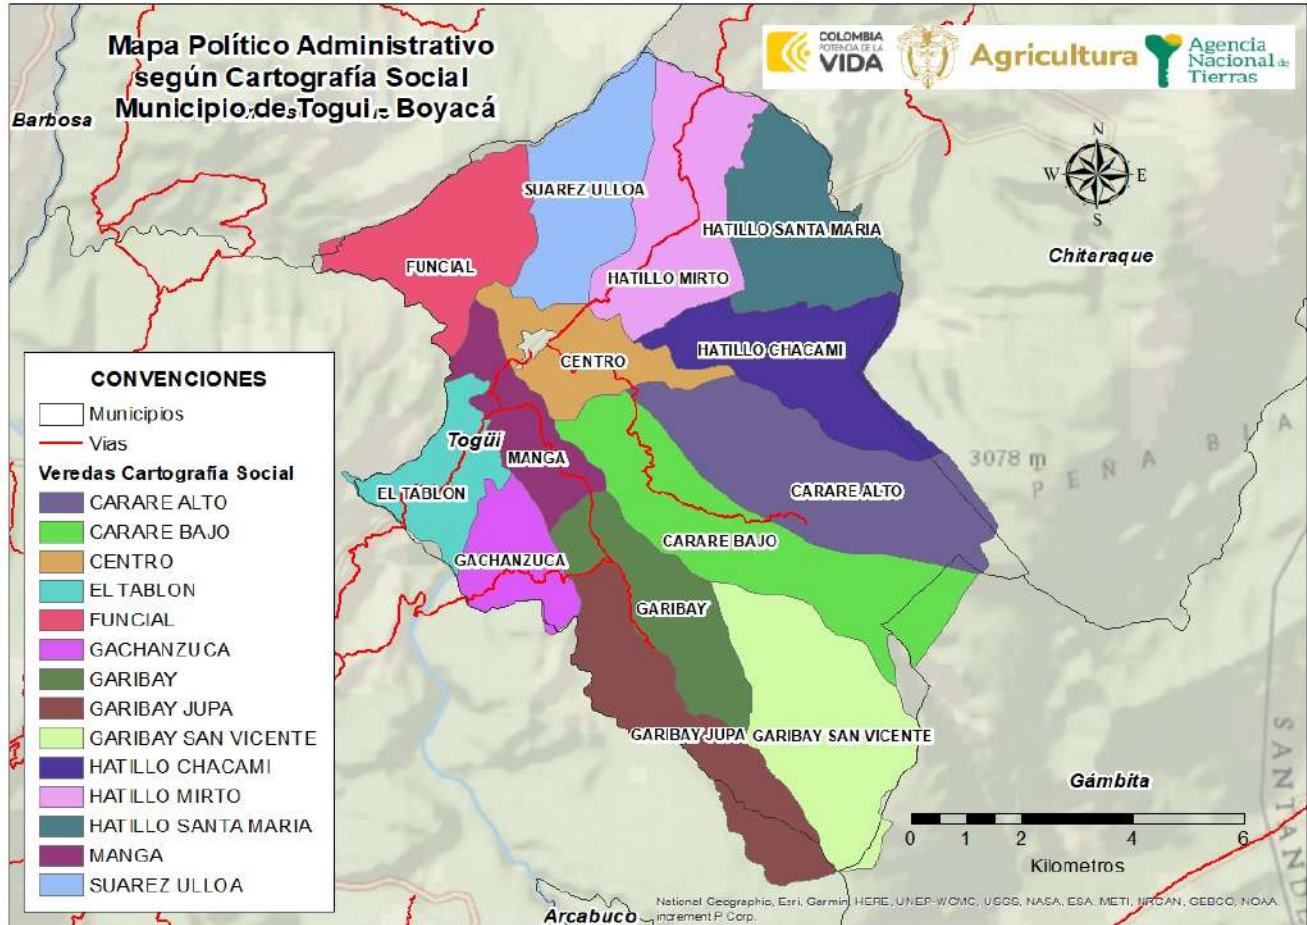 Mapa Político Administrativo
según Cartografía Social
Municipio de Togui - Boyacá
COLOMBIA
POTENCIA DE LA
VIDA
Agricultura
Agencia
Nacional de
Tierras
Barbosa
N
W E
S
SUAREZ ULLOA
HATILLO SANTA MARIA
Chitaraque
FUNCIAL
HATILLO MIRTO
HATILLO CHACAMI
CENTRO
Togüi
MANGA
3078 m
PEÑA BLA
EL TABLON
CARARE ALTO
CARARE BAJO
GACHANZUCA
GARIBAY
GARIBAY JUPA
GARIBAY SAN VICENTE
Gámbita
SANTANDE
Arcabuco
CONVENCIONES
Municipios
Vias
Veredas Cartografía Social
CARARE ALTO
CARARE BAJO
CENTRO
EL TABLON
FUNCIAL
GACHANZUCA
GARIBAY
GARIBAY JUPA
GARIBAY SAN VICENTE
HATILLO CHACAMI
HATILLO MIRTO
HATILLO SANTA MARIA
MANGA
SUAREZ ULLOA
0 1 2 4 6
Kilometros
National Geographic, Esri, Garmin, HERE, UNEP-WCMC, USGS, NASA, ESA, METI, NRCAN, GEBCO, NOAA,
increment P Corp.